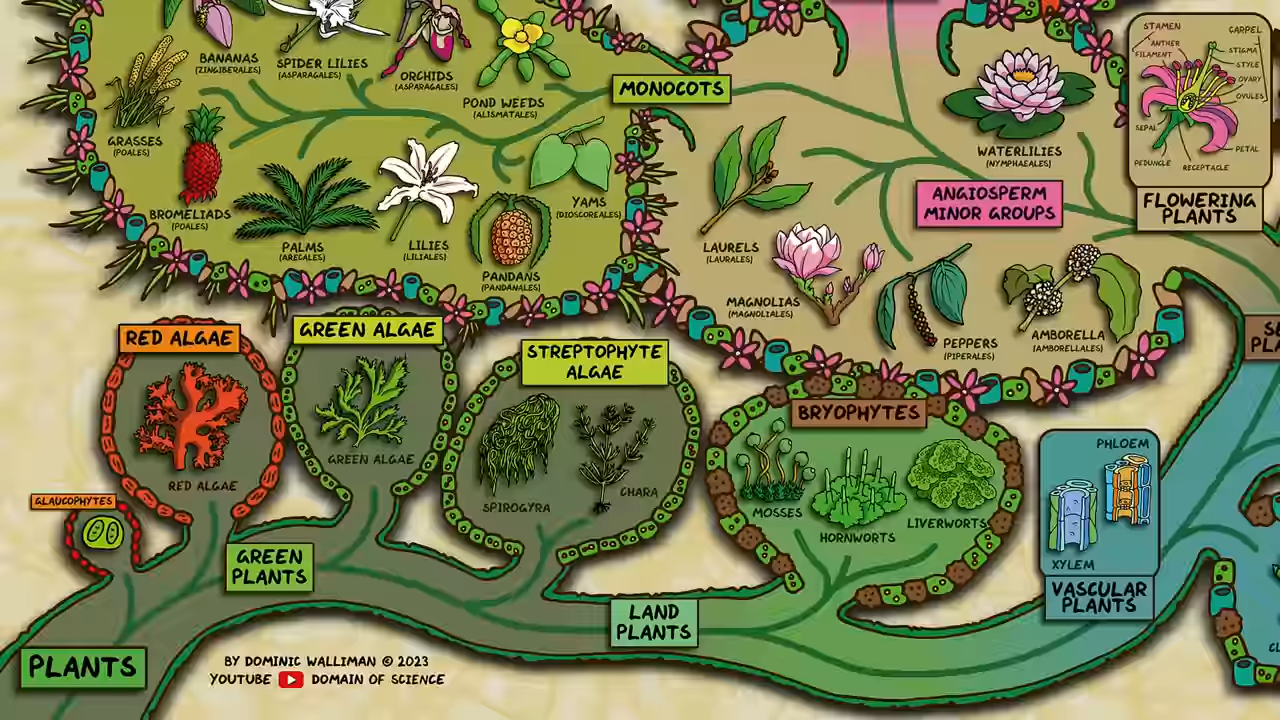 BANANAS
(ZINGIBERALES)
SPIDER LILIES
(ASPARAGALES)
ORCHIDS
(ASPARAGALES)
POND WEEDS
(ALISMATALES)
MONOCOTS
GRASSES
(POALES)
BROMELIADS
(POALES)
PALMS
(ARECALES)
LILIES
(LILIALES)
YAMS
(DIOSCOREALES)
PANDANS
(PANDANALES)
WATERLILIES
(NYMPHAEALES)
ANGIOSPERM
MINOR GROUPS
LAURELS
(LAURALES)
MAGNOLIAS
(MAGNOLIALES)
PEPPERS
(PIPERALES)
AMBORELLA
(AMBORELLALES)
STAMEN
ANTHER
FILAMENT
CARPEL
STIGMA
STYLE
OVARY
OVULES
SEPAL
PETAL
PEDUNCLE
RECEPTACLE
FLOWERING
PLANTS
RED ALGAE
RED ALGAE
GREEN ALGAE
GREEN ALGAE
STREPTOPHYTE
ALGAE
SPIROGYRA
CHARA
BRYOPHYTES
MOSSES
HORNWORTS
LIVERWORTS
PHLOEM
XYLEM
VASCULAR
PLANTS
GLAUCOPHYTES
GREEN
PLANTS
LAND
PLANTS
PLANTS
BY DOMINIC WALLIMAN © 2023
YOUTUBE DOMAIN OF SCIENCE